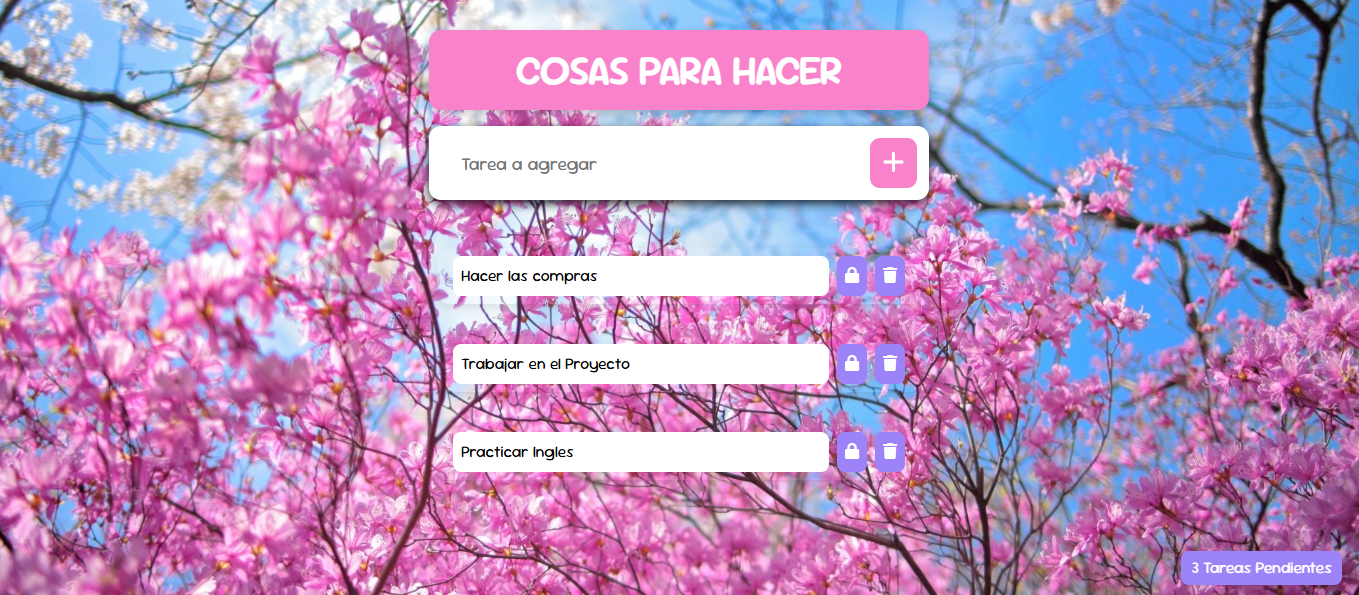 COSAS PARA HACER
Tarea a agregar
Hacer las compras
Trabajar en el Proyecto
Practicar Ingles
3 Tareas Pendientes